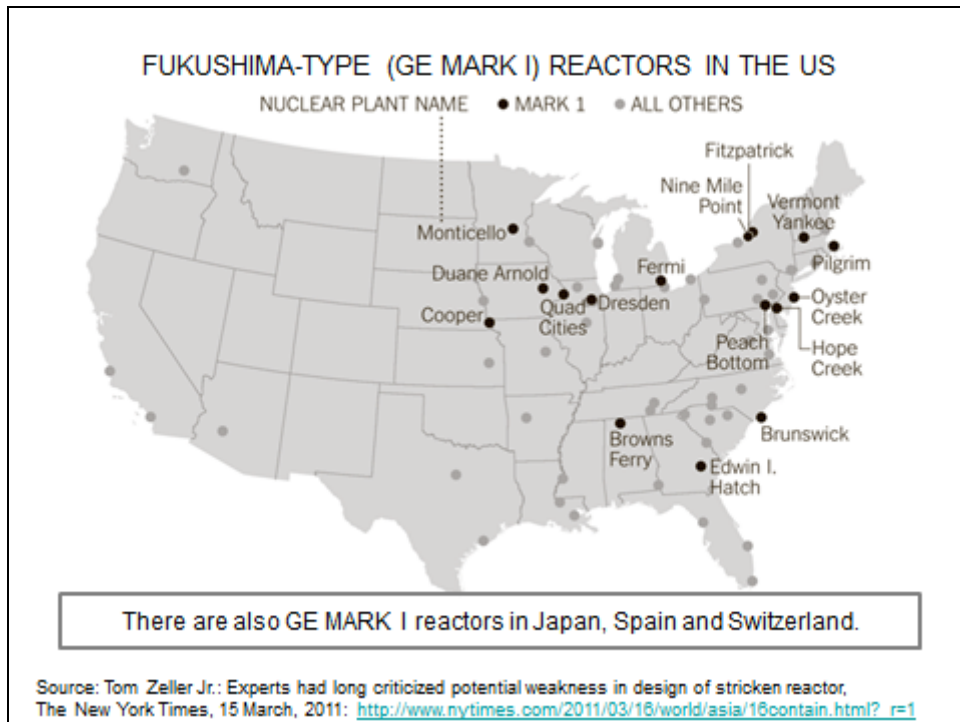 FUKUSHIMA-TYPE (GE MARK I) REACTORS IN THE US
NUCLEAR PLANT NAME ● MARK 1 ● ALL OTHERS
Fitzpatrick
Nine Mile
Point
Vermont
Yankee
Monticello
Pilgrim
Duane Arnold
Fermi
Quad
Cities
Dresden
Oyster
Creek
Cooper
Peach
Bottom
Hope
Creek
Browns
Ferry
Brunswick
Edwin I.
Hatch
There are also GE MARK I reactors in Japan, Spain and Switzerland.
Source: Tom Zeller Jr.: Experts had long criticized potential weakness in design of stricken reactor,
The New York Times, 15 March, 2011: http://www.nytimes.com/2011/03/16/world/asia/16contain.html?_r=1